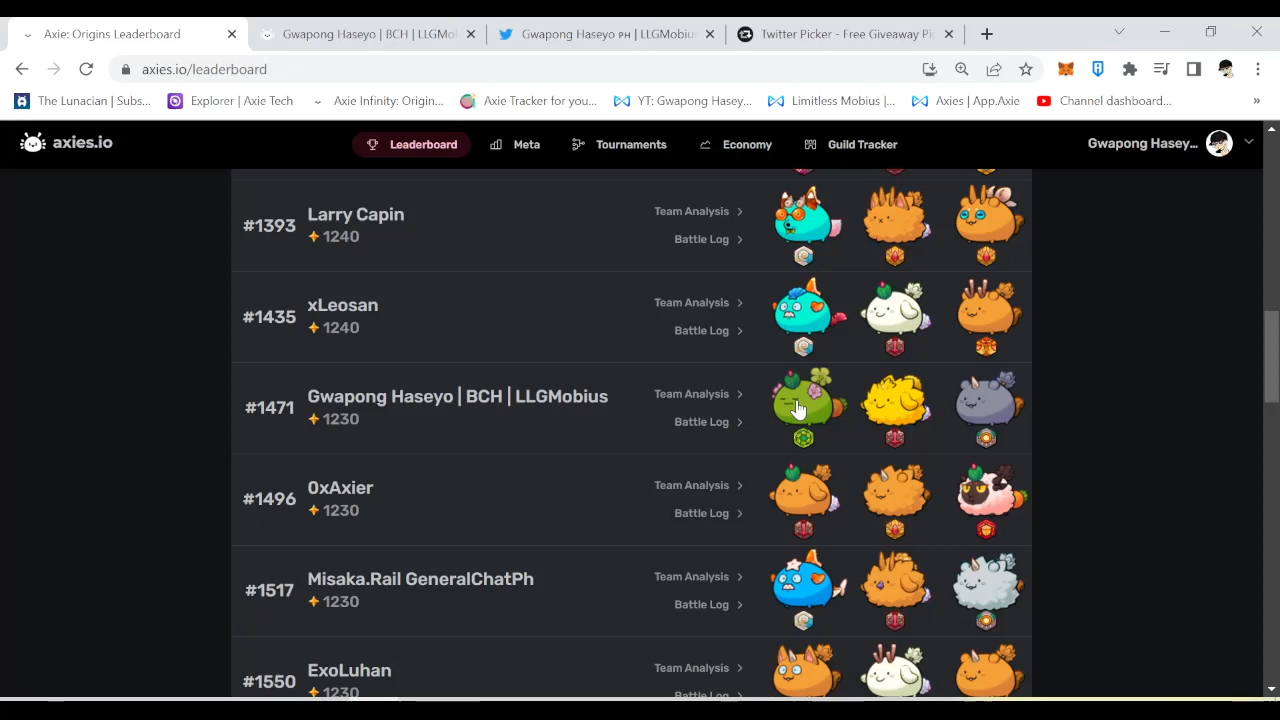 Axie: Origins Leaderboard
Gwapong Haseyo | BCH | LLGMobi
Gwapong Haseyo PH | LLGMobius
Twitter Picker - Free Giveaway Pi
axies.io/leaderboard
The Lunacian | Subs...
Explorer | Axie Tech
Axie Infinity: Origin...
Axie Tracker for you...
YT: Gwapong Hasey...
Limitless Mobius |...
Axies | App.Axie
Channel dashboard...
axies.io
Leaderboard
Meta
Tournaments
Economy
Guild Tracker
Gwapong Hasey...
#1393
Larry Capin
1240
Team Analysis
Battle Log
#1435
xLeosan
1240
Team Analysis
Battle Log
#1471
Gwapong Haseyo | BCH | LLGMobius
1230
Team Analysis
Battle Log
#1496
0xAxier
1230
Team Analysis
Battle Log
#1517
Misaka.Rail GeneralChatPh
1230
Team Analysis
Battle Log
#1550
ExoLuhan
1230
Team Analysis
Battle Log